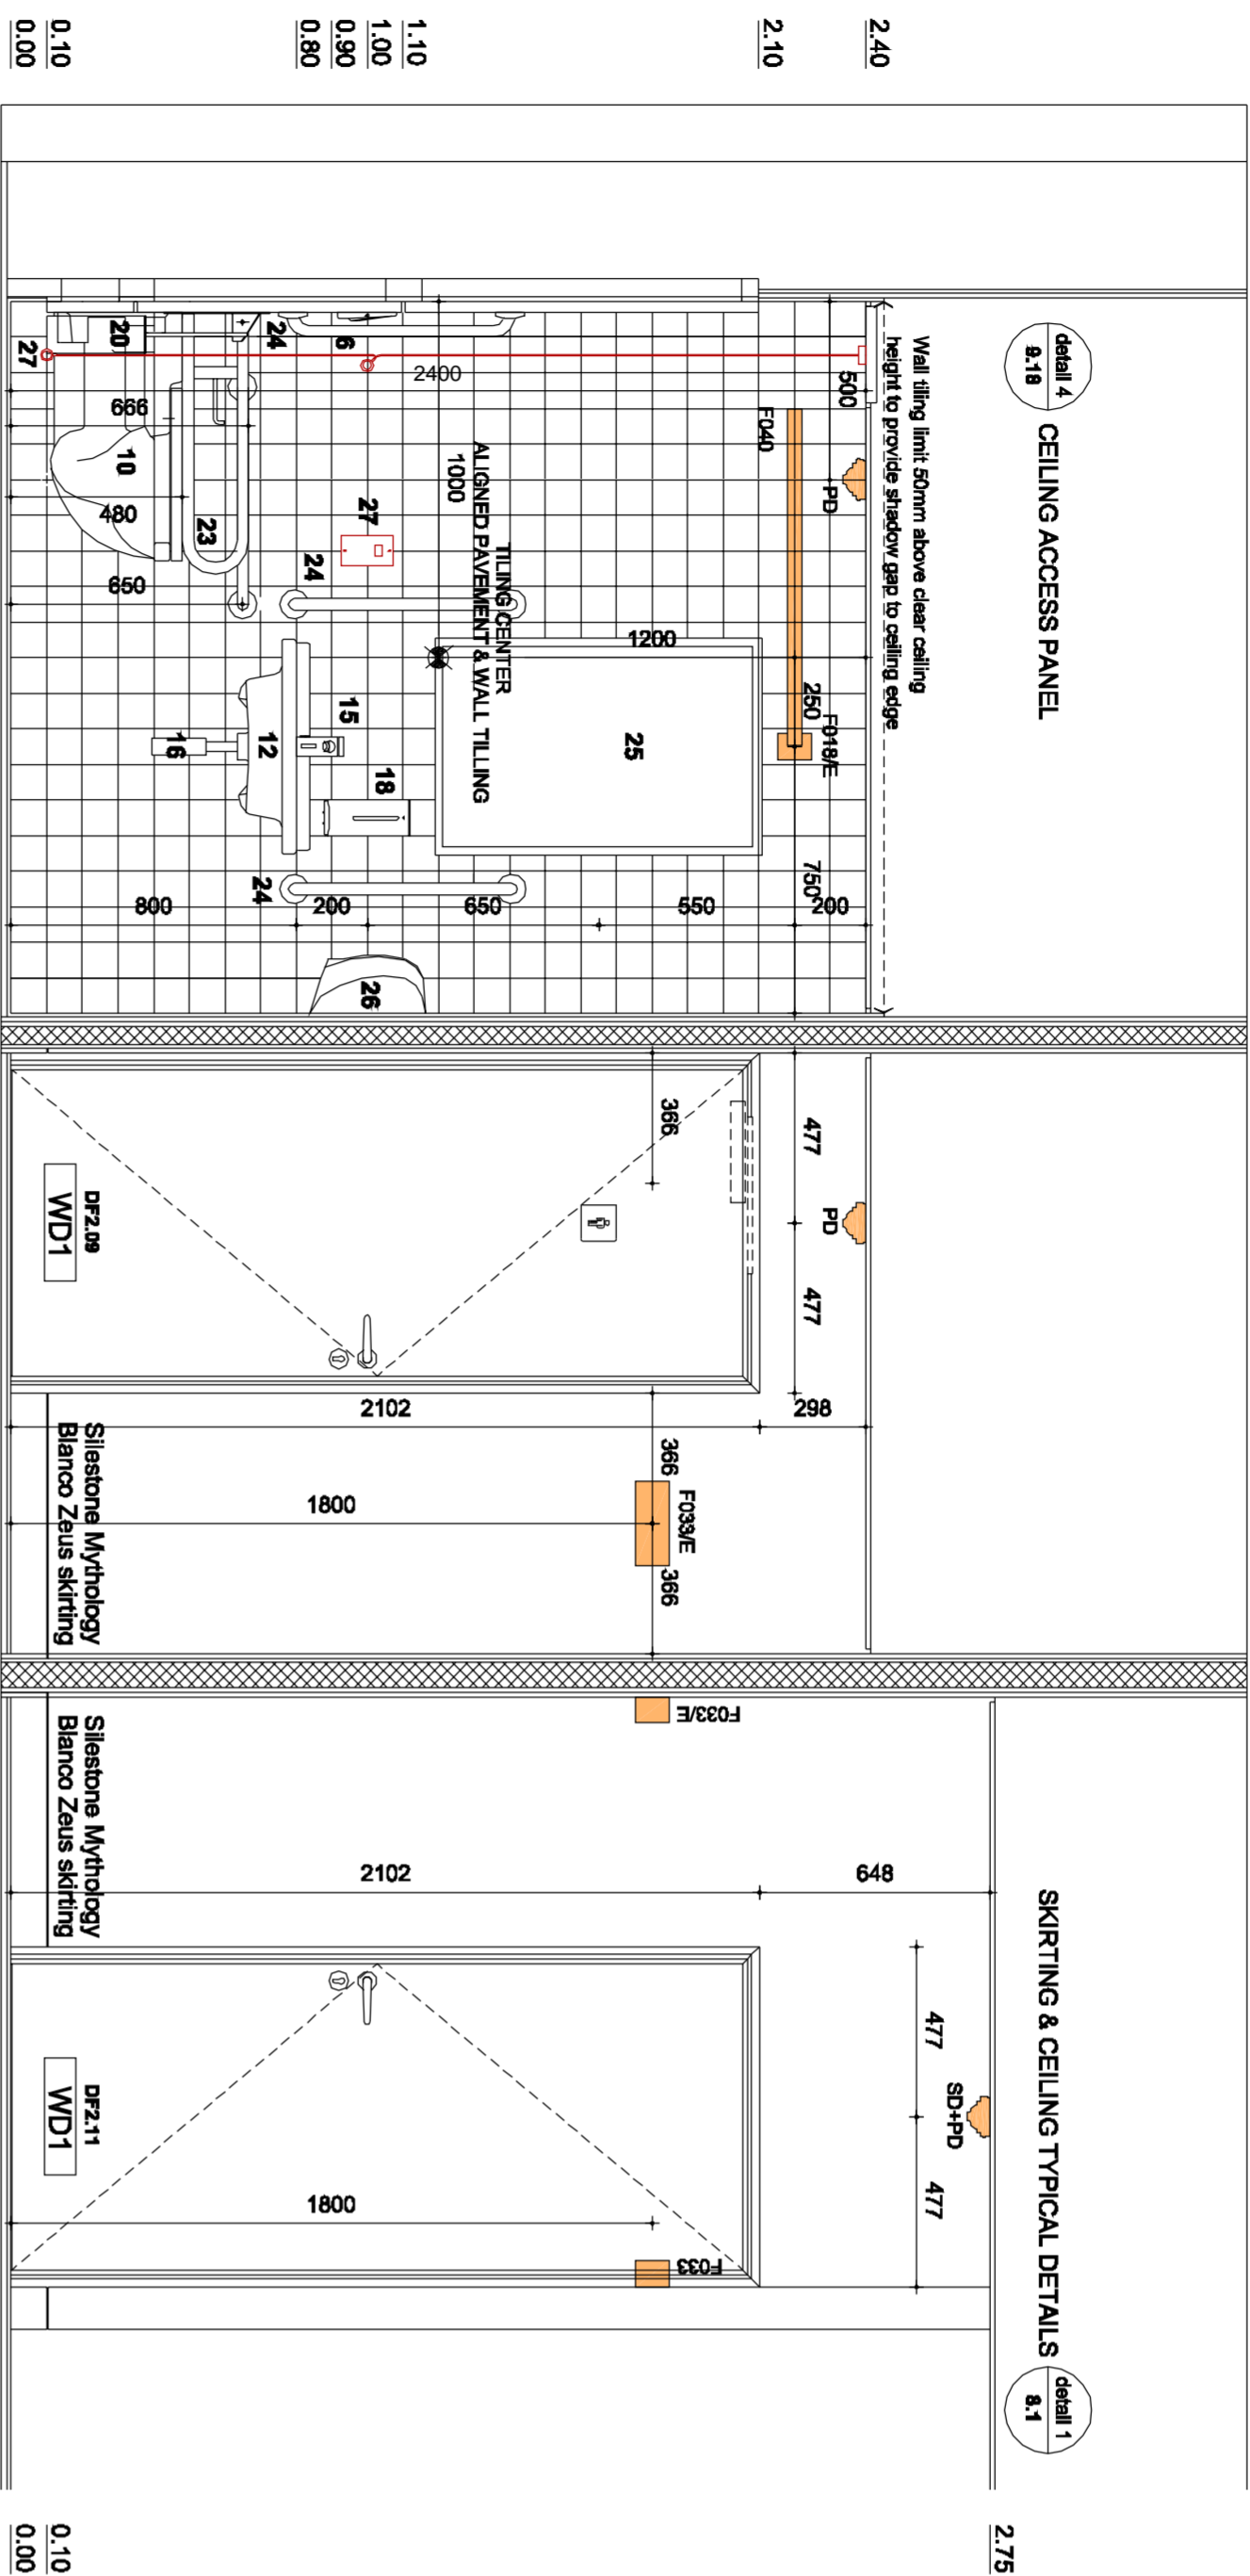 detail 4
9.18
CEILING ACCESS PANEL
SKIRTING & CEILING TYPICAL DETAILS
detail 1
8.1
2.75
2.40
Wall tiling limit 50mm above clear ceiling
height to provide shadow gap to ceiling edge
2.10
500
PD
F040
250
F018/E
750
200
477
PD
477
298
648
477
SD+PD
477
1200
25
550
366
366
F033/E
366
F033/E
F033
TILING CENTER
ALIGNED PAVEMENT & WALL TILLING
1000
2400
650
1.10
1.00
0.90
0.80
6
24
27
24
15
18
24
200
26
2102
1800
2102
1800
20
27
666
10
480
23
650
16
12
800
DF2.09
WD1
Silestone Mythology
Blanco Zeus skirting
Silestone Mythology
Blanco Zeus skirting
DF2.11
WD1
0.10
0.00
0.10
0.00